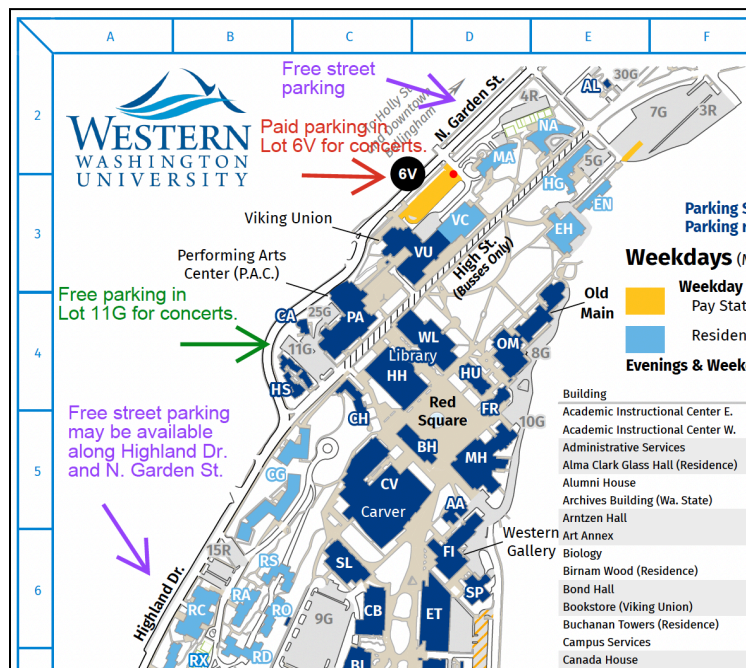 A B C D E F
2
3
4
5
6
WESTERN
WASHINGTON
UNIVERSITY
Free street
parking
Paid parking in
Lot 6V for concerts.
To Holly St.
and downtown
Bellingham
N. Garden St.
6V
4R
AL
30G
7G
3R
NA
MA
5G
HG
EN
VC
EH
VU
Viking Union
High St.
(Busses Only)
Performing Arts
Center (P.A.C.)
Free parking in
Lot 11G for concerts.
CA
25G
PA
11G
HS
WL
Library
HH
OM
Old
Main
8G
HU
FR
Red
Square
10G
CH
BH
MH
CV
Carver
AA
Western
Gallery
FI
SP
SL
CB
ET
BI
9G
Free street parking
may be available
along Highland Dr.
and N. Garden St.
CG
15R
Highland Dr.
RS
RA
RO
RC
RD
RX
Weekdays
Weekday
Evenings &
Building
Academic Instructional Center E.
Academic Instructional Center W.
Administrative Services
Alma Clark Glass Hall (Residence)
Alumni House
Archives Building (Wa. State)
Arntzen Hall
Art Annex
Biology
Birnam Wood (Residence)
Bond Hall
Bookstore (Viking Union)
Buchanan Towers (Residence)
Campus Services
Canada House